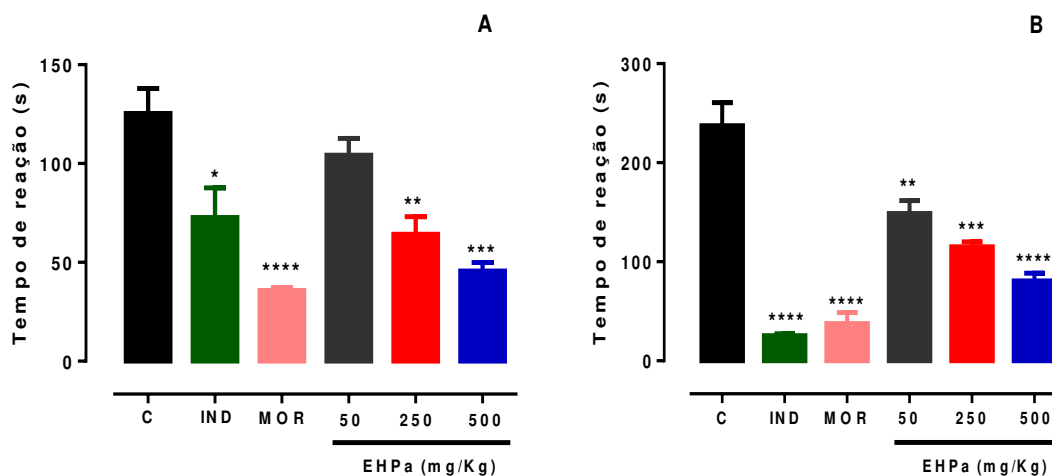 A
Tempo de reação (s)
150
100
50
0
*
****
**
***
C IND MOR 50 250 500
EHPa (mg/Kg)
B
Tempo de reação (s)
300
200
100
0
****
****
**
***
****
C IND MOR 50 250 500
EHPa (mg/Kg)